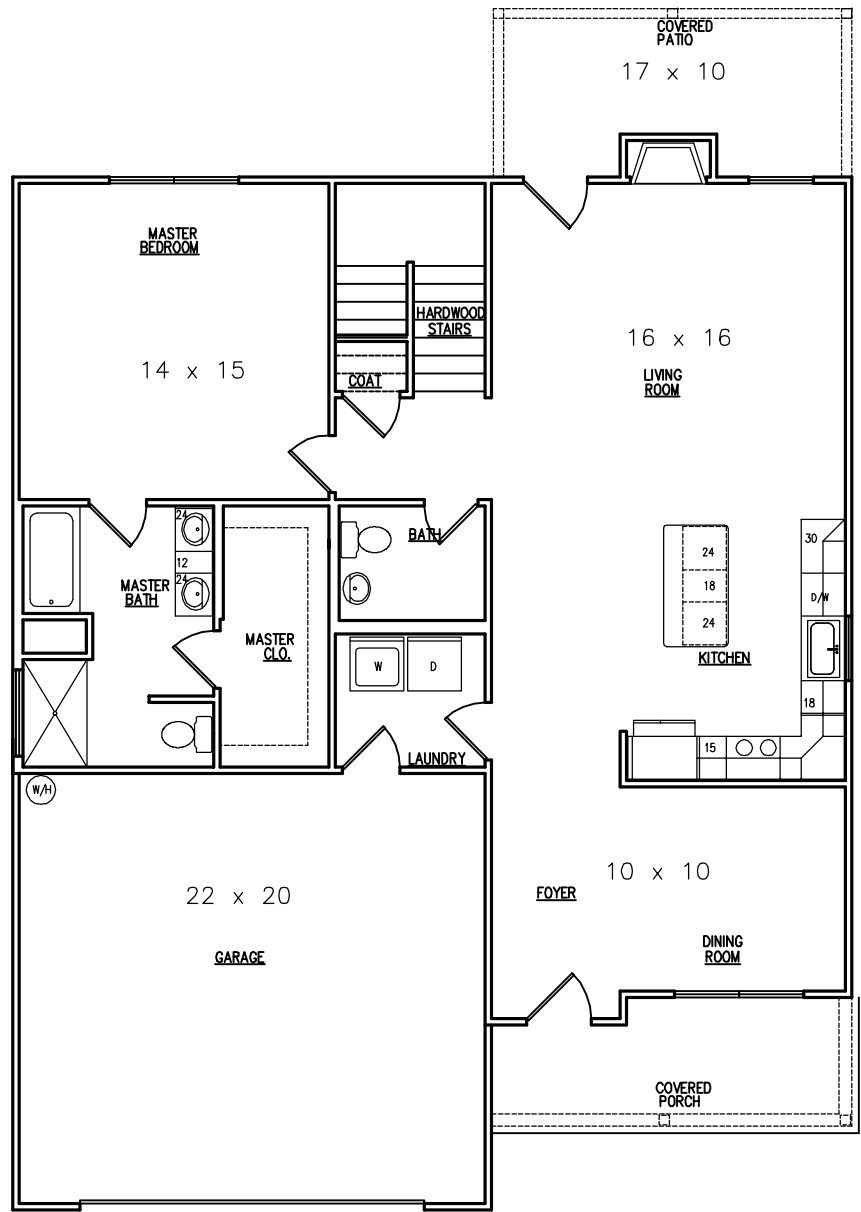 COVERED
PATIO
17 x 10
MASTER
BEDROOM
14 x 15
HARDWOOD
STAIRS
COAT
16 x 16
LIVING
ROOM
24
12
24
MASTER
BATH
MASTER
CLO.
BATH
W
D
LAUNDRY
24
18
24
KITCHEN
30
D/W
18
15
W/H
22 x 20
GARAGE
FOYER
10 x 10
DINING
ROOM
COVERED
PORCH